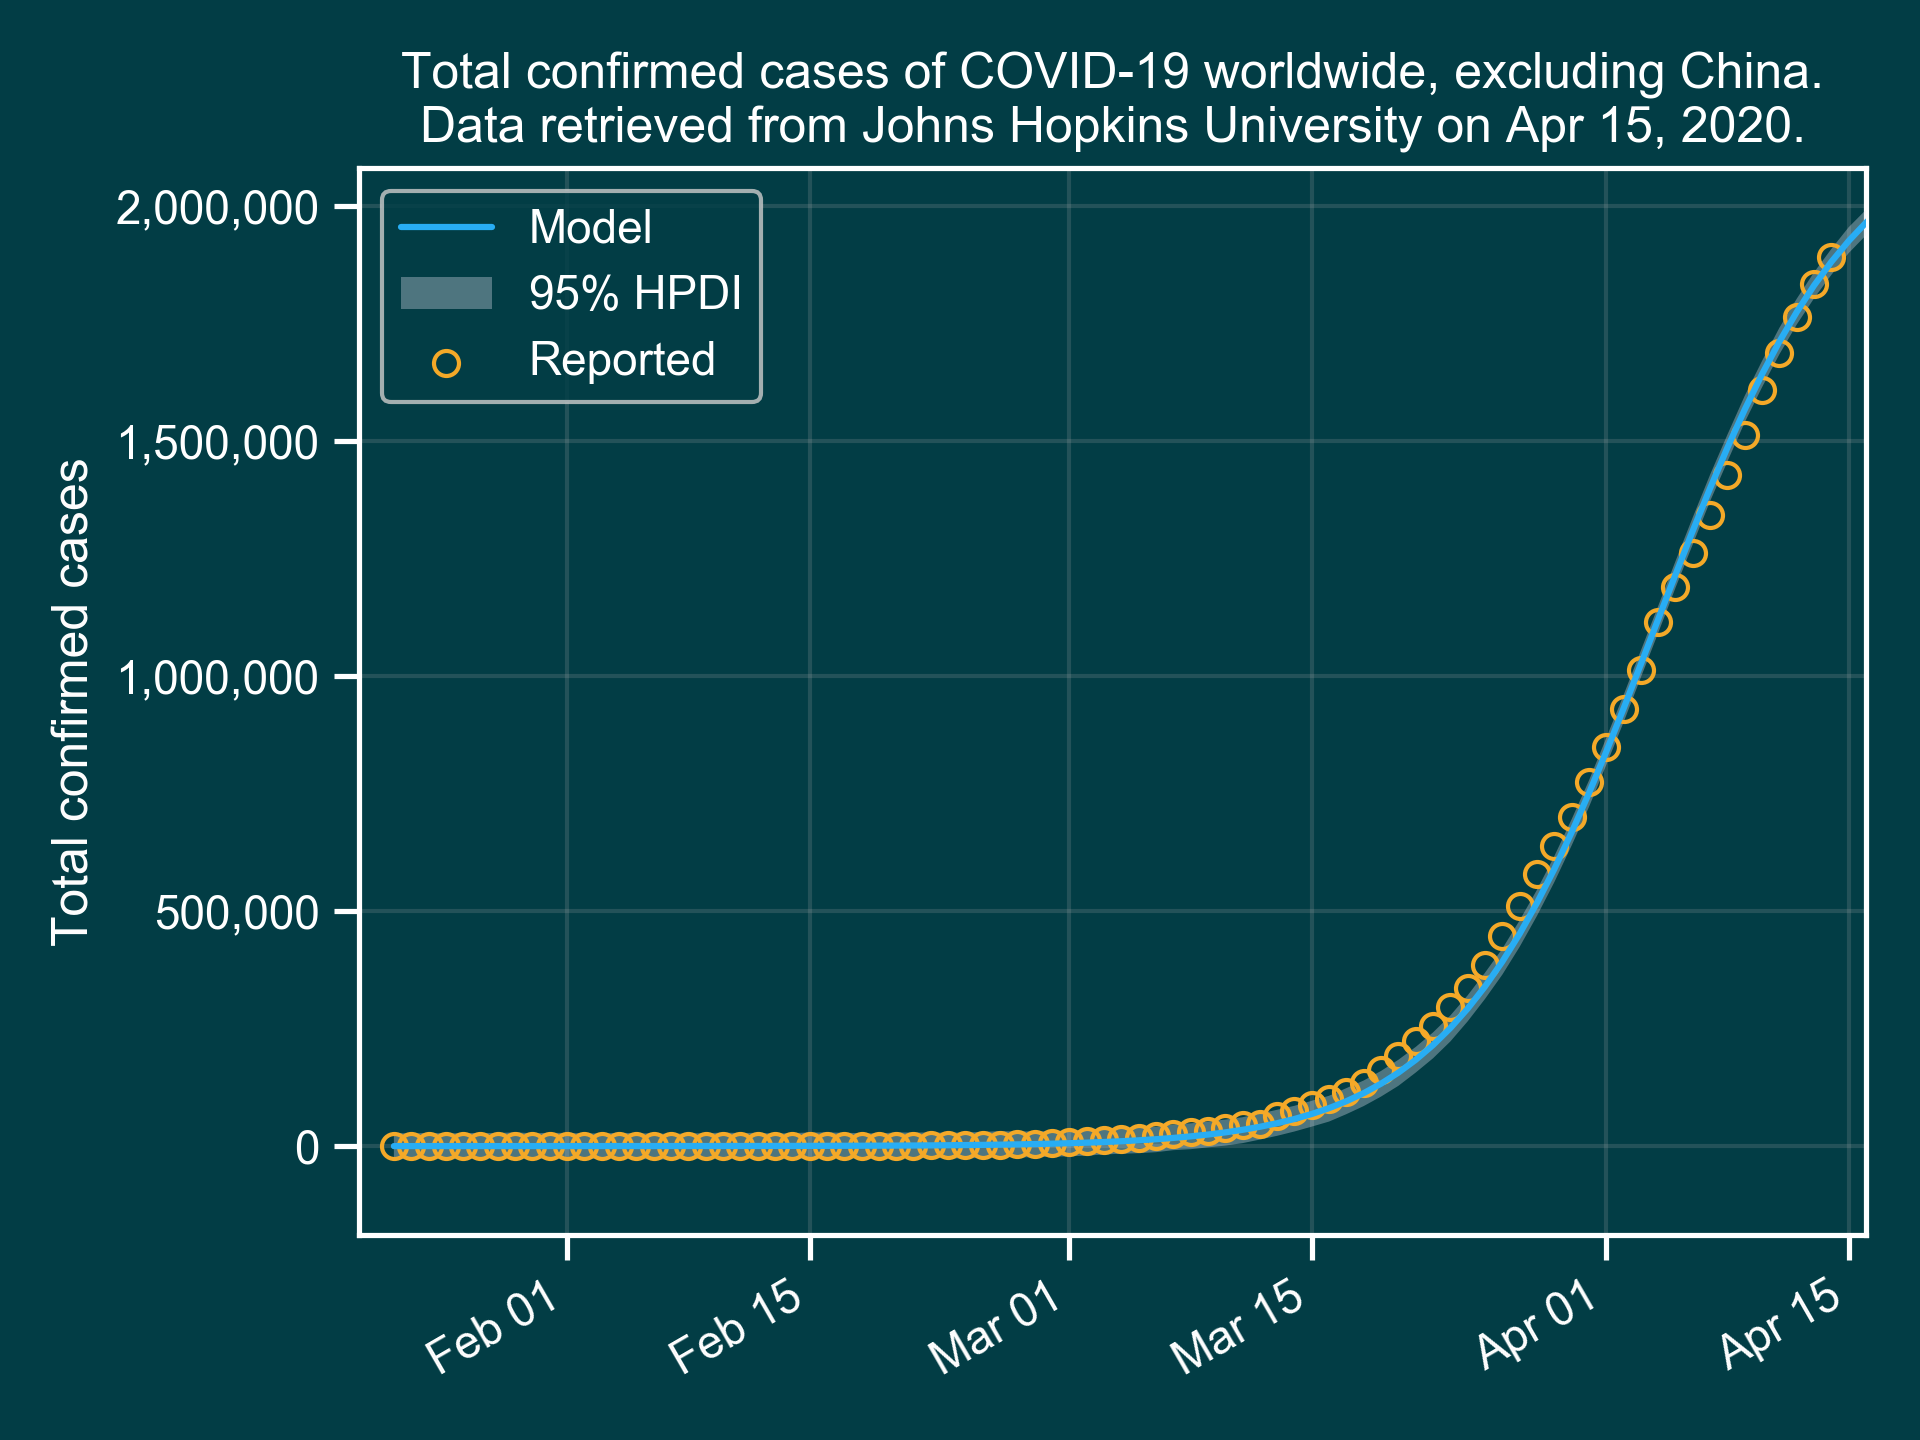 Total confirmed cases of COVID-19 worldwide, excluding China.
Data retrieved from Johns Hopkins University on Apr 15, 2020.
Model
95% HPDI
Reported
Total confirmed cases
2,000,000
1,500,000
1,000,000
500,000
0
Feb 01
Feb 15
Mar 01
Mar 15
Apr 01
Apr 15